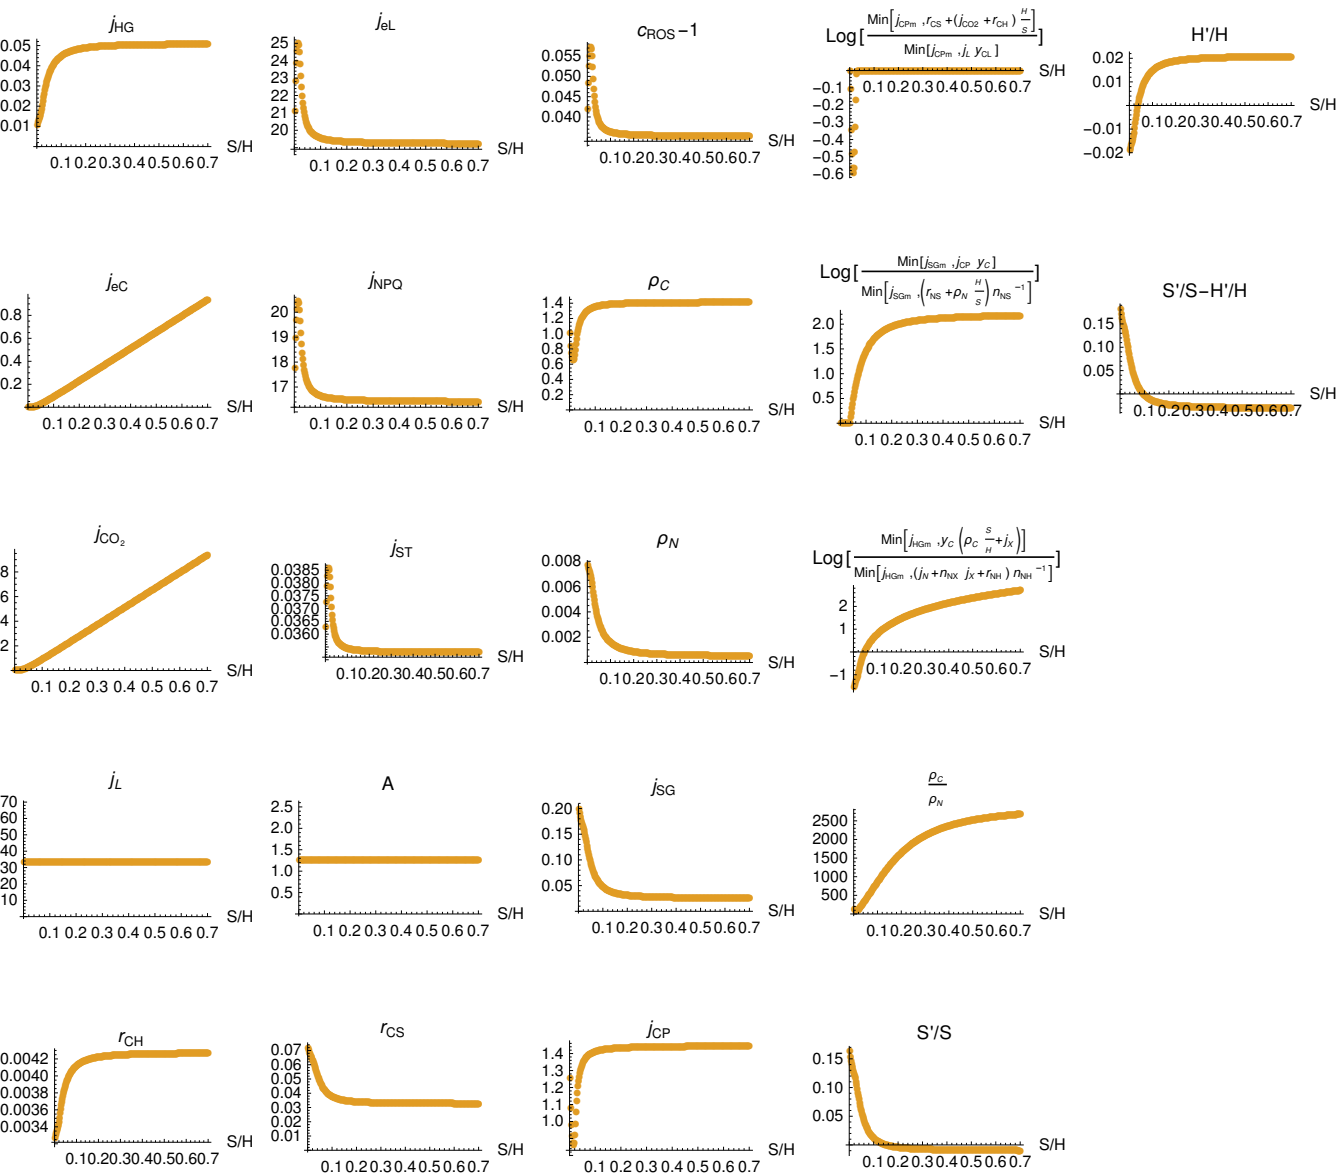 j_HG
0.05
0.04
0.03
0.02
0.01
S/H
0.1 0.2 0.3 0.4 0.5 0.6 0.7
j_eL
25
24
23
22
21
20
S/H
0.1 0.2 0.3 0.4 0.5 0.6 0.7
c_ROS −1
0.055
0.050
0.045
0.040
S/H
0.1 0.2 0.3 0.4 0.5 0.6 0.7
Log[ Min[j_CPm , r_CS +(j_CO2 + r_CH ) H/S ] / Min[j_CPm , j_L y_CL ] ]
S/H
0.1 0.2 0.3 0.4 0.5 0.6 0.7
−0.1
−0.2
−0.3
−0.4
−0.5
−0.6
H'/H
0.02
0.01
−0.01
−0.02
S/H
0.1 0.2 0.3 0.4 0.5 0.6 0.7
j_eC
0.8
0.6
0.4
0.2
S/H
0.1 0.2 0.3 0.4 0.5 0.6 0.7
j_NPQ
20
19
18
17
S/H
0.1 0.2 0.3 0.4 0.5 0.6 0.7
ρ_C
1.4
1.2
1.0
0.8
0.6
0.4
0.2
S/H
0.1 0.2 0.3 0.4 0.5 0.6 0.7
Log[ Min[j_SGm , j_CP y_C ] / Min[j_SGm ,(r_NS + ρ_N H/S ) n_NS ⁻¹] ]
2.0
1.5
1.0
0.5
S/H
0.1 0.2 0.3 0.4 0.5 0.6 0.7
S'/S−H'/H
0.15
0.10
0.05
S/H
0.1 0.2 0.3 0.4 0.5 0.6 0.7
j_CO₂
8
6
4
2
S/H
0.1 0.2 0.3 0.4 0.5 0.6 0.7
j_ST
0.0385
0.0380
0.0375
0.0370
0.0365
0.0360
S/H
0.1 0.2 0.3 0.4 0.5 0.6 0.7
ρ_N
0.008
0.006
0.004
0.002
S/H
0.1 0.2 0.3 0.4 0.5 0.6 0.7
Log[ Min[j_HGm , y_C (ρ_C S/H + j_X )] / Min[j_HGm ,(j_N + n_NX j_X + r_NH ) n_NH ⁻¹] ]
2
1
−1
S/H
0.1 0.2 0.3 0.4 0.5 0.6 0.7
j_L
70
60
50
40
30
20
10
S/H
0.1 0.2 0.3 0.4 0.5 0.6 0.7
A
2.5
2.0
1.5
1.0
0.5
S/H
0.1 0.2 0.3 0.4 0.5 0.6 0.7
j_SG
0.20
0.15
0.10
0.05
S/H
0.1 0.2 0.3 0.4 0.5 0.6 0.7
ρ_C / ρ_N
2500
2000
1500
1000
500
S/H
0.1 0.2 0.3 0.4 0.5 0.6 0.7
r_CH
0.0042
0.0040
0.0038
0.0036
0.0034
S/H
0.1 0.2 0.3 0.4 0.5 0.6 0.7
r_CS
0.07
0.06
0.05
0.04
0.03
0.02
0.01
S/H
0.1 0.2 0.3 0.4 0.5 0.6 0.7
j_CP
1.4
1.3
1.2
1.1
1.0
S/H
0.1 0.2 0.3 0.4 0.5 0.6 0.7
S'/S
0.15
0.10
0.05
S/H
0.1 0.2 0.3 0.4 0.5 0.6 0.7